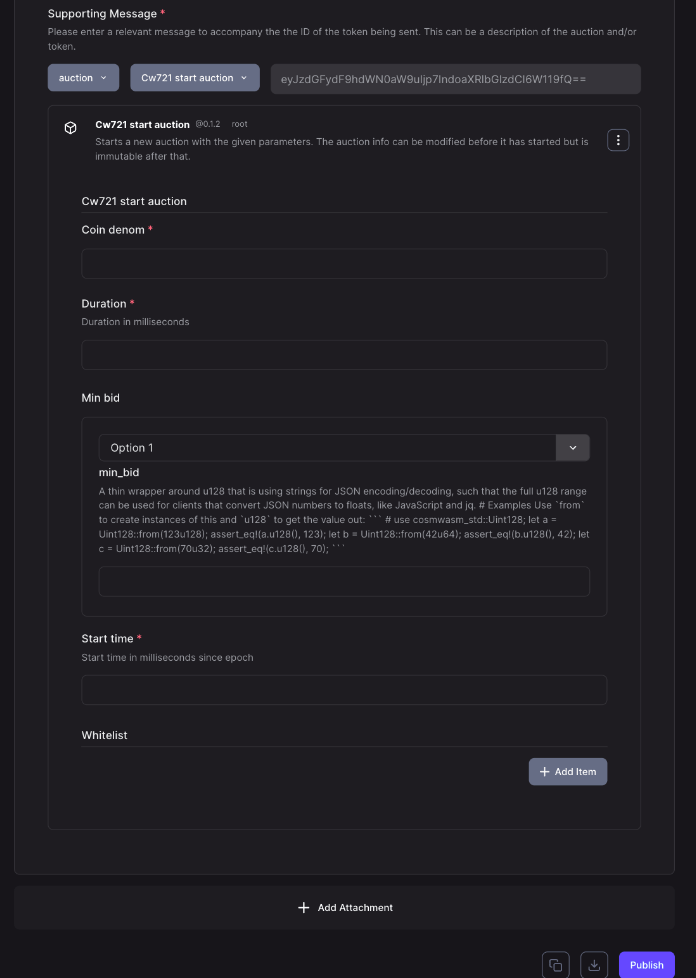 Supporting Message *
Please enter a relevant message to accompany the the ID of the token being sent. This can be a description of the auction and/or
token.
auction
Cw721 start auction
eyJzdGFydF9hdWN0aW9uIjp7IndoaXRlbGlzdCI6W119fQ==
Cw721 start auction @0.1.2 root
Starts a new auction with the given parameters. The auction info can be modified before it has started but is
immutable after that.
Cw721 start auction
Coin denom *
Duration *
Duration in milliseconds
Min bid
Option 1
min_bid
A thin wrapper around u128 that is using strings for JSON encoding/decoding, such that the full u128 range
can be used for clients that convert JSON numbers to floats, like JavaScript and jq. # Examples Use `from`
to create instances of this and `u128` to get the value out: ``` # use cosmwasm_std::Uint128; let a =
Uint128::from(123u128); assert_eq!(a.u128(), 123); let b = Uint128::from(42u64); assert_eq!(b.u128(), 42); let
c = Uint128::from(70u32); assert_eq!(c.u128(), 70); ```
Start time *
Start time in milliseconds since epoch
Whitelist
+ Add Item
+ Add Attachment
Publish